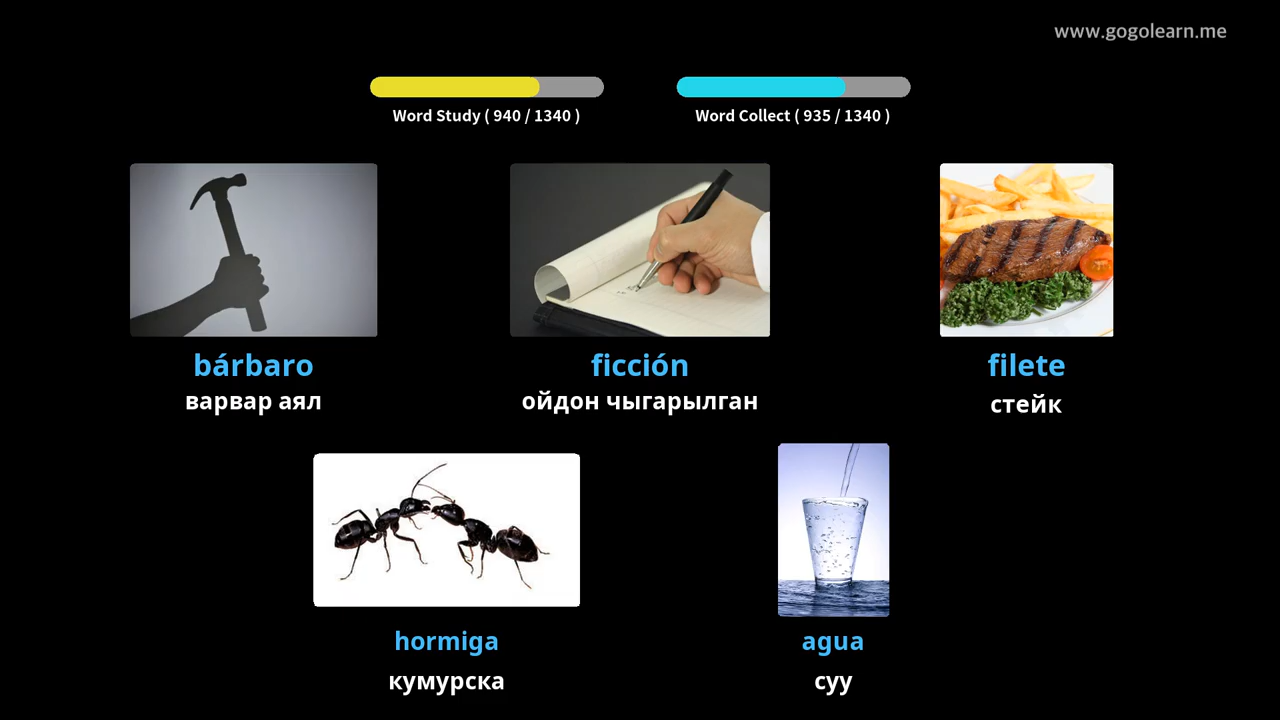 www.gogolearn.me
Word Study ( 940 / 1340 )
Word Collect ( 935 / 1340 )
bárbaro
варвар аял
ficción
ойдон чыгарылган
filete
стейк
hormiga
кумурска
agua
суу